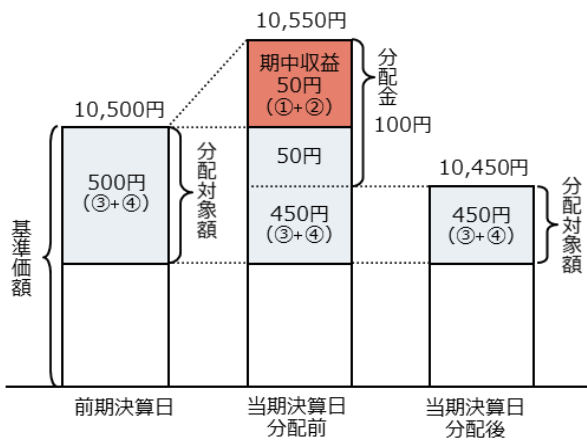 10,550円
期中収益
50円
(①+②)
分配金
100円
10,500円
500円
(③+④)
分配対象額
50円
450円
(③+④)
10,450円
450円
(③+④)
分配対象額
基準価額
前期決算日
当期決算日
分配前
当期決算日
分配後